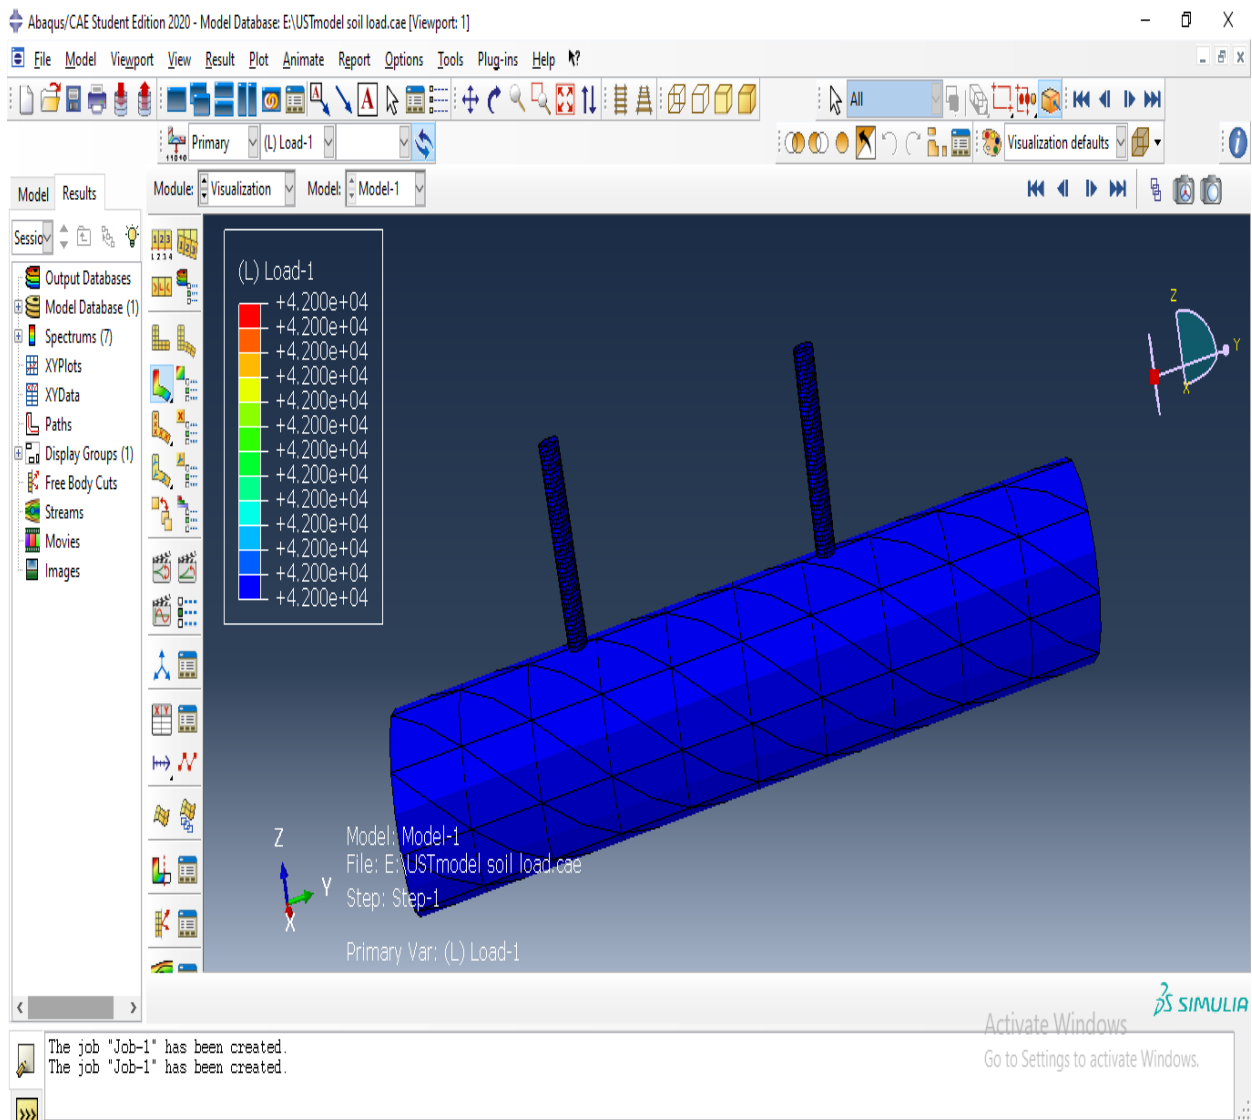 Abaqus/CAE Student Edition 2020 - Model Database: E:\USTmodel soil load.cae [Viewport: 1]
File Model Viewport View Result Plot Animate Report Options Tools Plug-ins Help
All
Primary (L) Load-1 Visualization defaults
Model Results Module: Visualization Model: Model-1
Sessio
Output Databases
Model Database (1)
Spectrums (7)
XYPlots
XYData
Paths
Display Groups (1)
Free Body Cuts
Streams
Movies
Images
(L) Load-1
+4.200e+04
+4.200e+04
+4.200e+04
+4.200e+04
+4.200e+04
+4.200e+04
+4.200e+04
+4.200e+04
+4.200e+04
+4.200e+04
+4.200e+04
+4.200e+04
+4.200e+04
Z
Y
X
Z
Y
X
Model: Model-1
File: E:\USTmodel soil load.cae
Step: Step-1
Primary Var: (L) Load-1
SIMULIA
Activate Windows
Go to Settings to activate Windows.
The job "Job-1" has been created.
The job "Job-1" has been created.
>>>